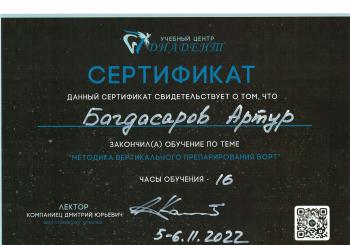 УЧЕБНЫЙ ЦЕНТР
ДИАДЕНТ
СЕРТИФИКАТ
ДАННЫЙ СЕРТИФИКАТ СВИДЕТЕЛЬСТВУЕТ О ТОМ, ЧТО
Багдасаров Артур
ЗАКОНЧИЛ(А) ОБУЧЕНИЕ ПО ТЕМЕ
"МЕТОДИКА ВЕРТИКАЛЬНОГО ПРЕПАРИРОВАНИЯ BOPT"
ЧАСЫ ОБУЧЕНИЯ - 16
ЛЕКТОР
КОМПАНИЕЦ ДМИТРИЙ ЮРЬЕВИЧ
5-6.11.2022